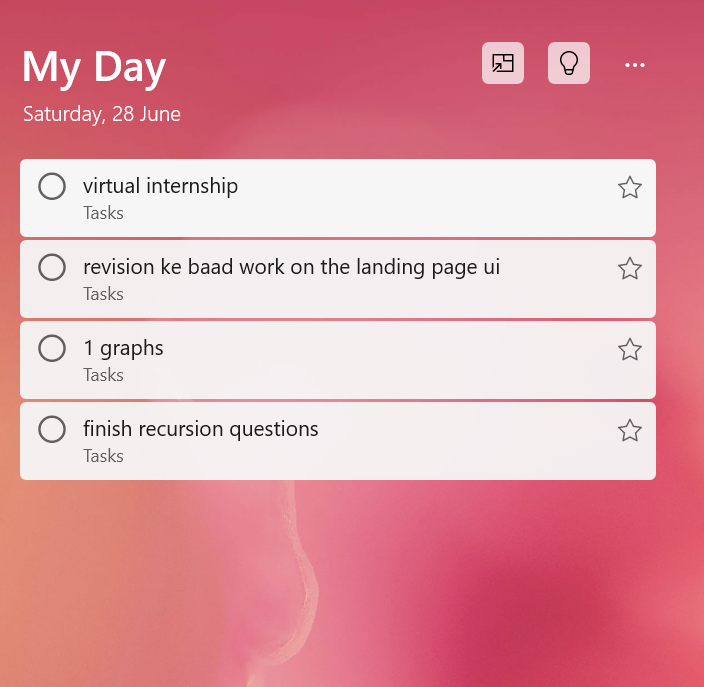 My Day
Saturday, 28 June
virtual internship
Tasks
revision ke baad work on the landing page ui
Tasks
1 graphs
Tasks
finish recursion questions
Tasks